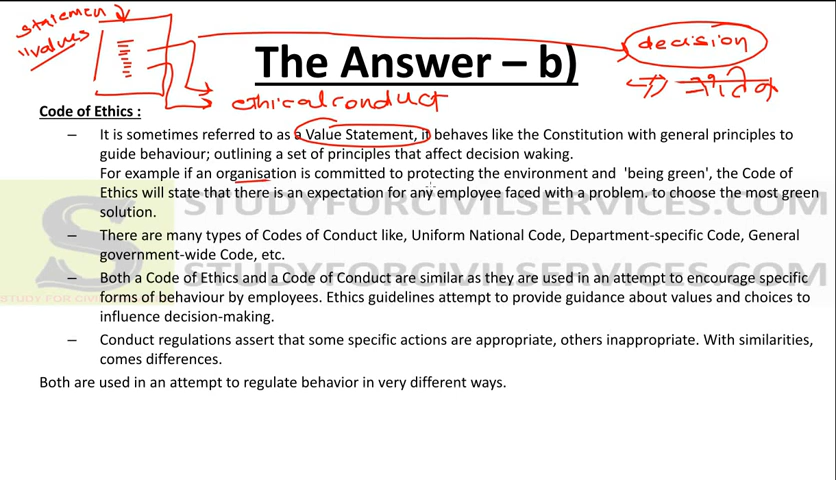 statemen
"values
decision
The Answer – b)
ethical conduct
Code of Ethics :
– It is sometimes referred to as a Value Statement, it behaves like the Constitution with general principles to
guide behaviour; outlining a set of principles that affect decision waking.
For example if an organisation is committed to protecting the environment and 'being green', the Code of
Ethics will state that there is an expectation for any employee faced with a problem. to choose the most green
solution.
STUDYFORCIVILSERVICES.COM
– There are many types of Codes of Conduct like, Uniform National Code, Department-specific Code, General
government-wide Code, etc.
– Both a Code of Ethics and a Code of Conduct are similar as they are used in an attempt to encourage specific
STUDYFORCIVILSERVICES.COM
STUDY FOR CIVI
forms of behaviour by employees. Ethics guidelines attempt to provide guidance about values and choices to
influence decision-making.
– Conduct regulations assert that some specific actions are appropriate, others inappropriate. With similarities,
comes differences.
Both are used in an attempt to regulate behavior in very different ways.